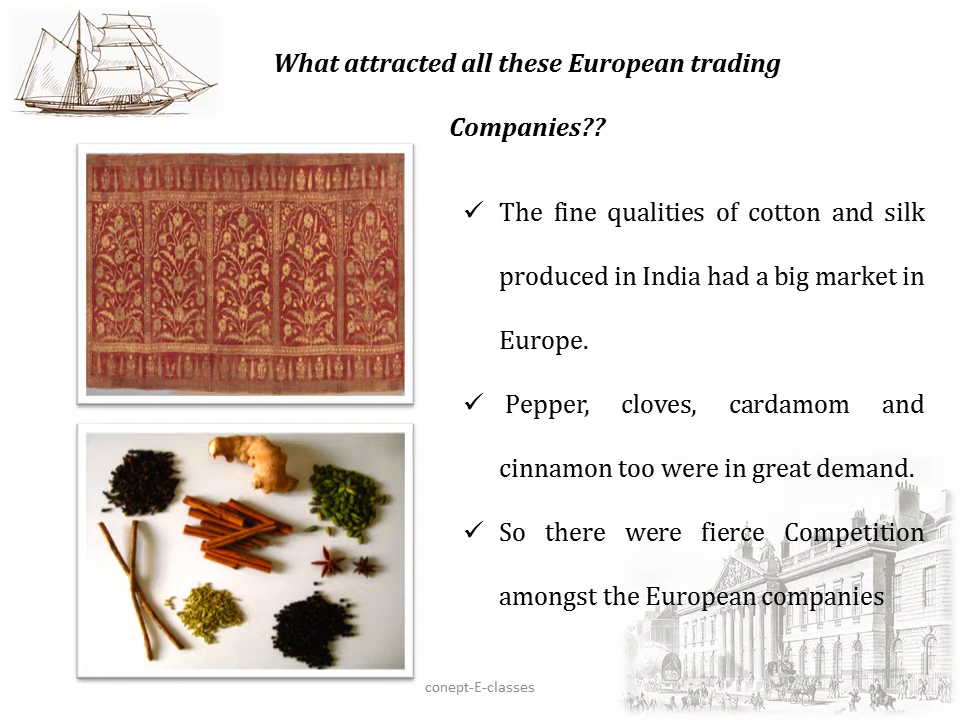 What attracted all these European trading
Companies??
✓ The fine qualities of cotton and silk
produced in India had a big market in
Europe.
✓ Pepper, cloves, cardamom and
cinnamon too were in great demand.
✓ So there were fierce Competition
amongst the European companies
conept-E-classes